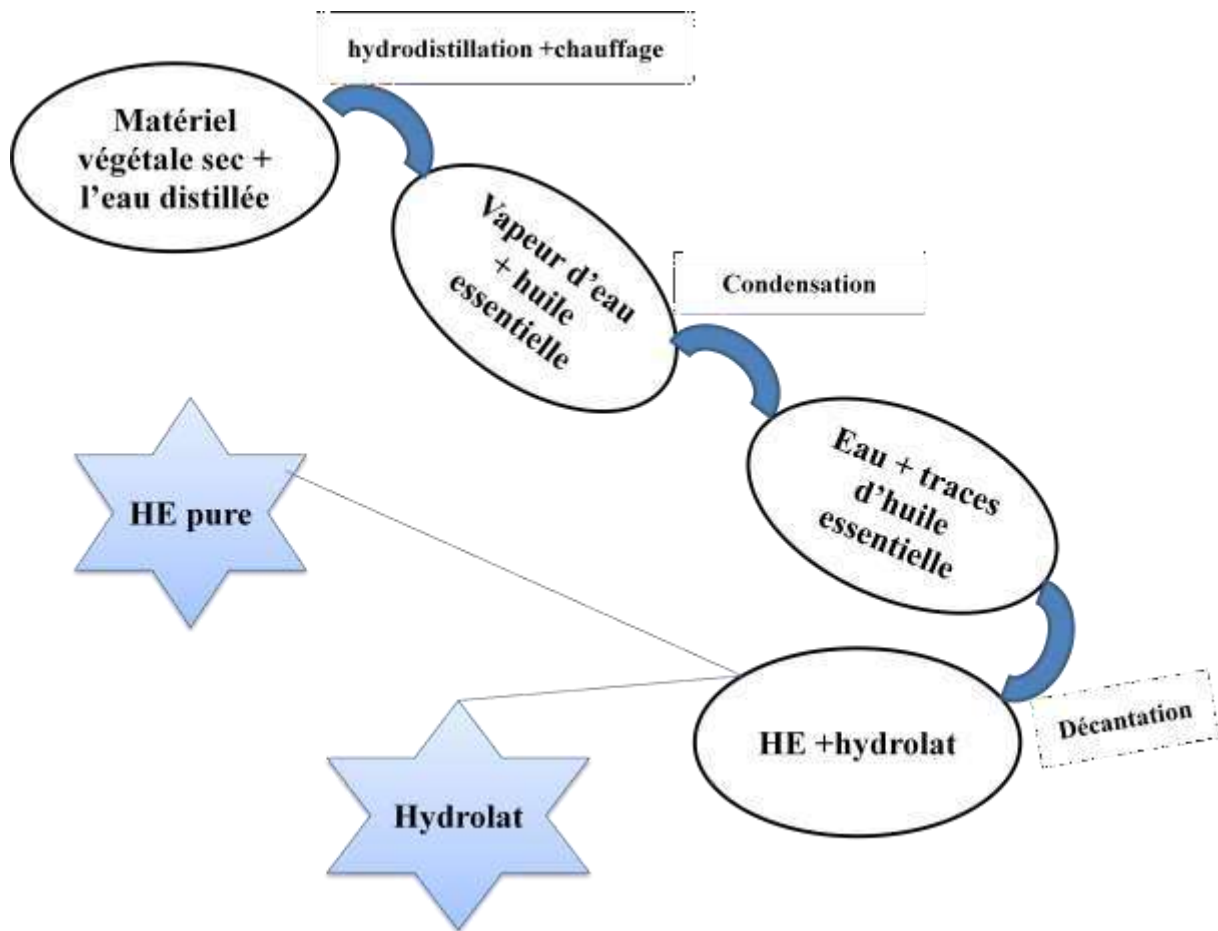 hydrodistillation +chauffage
Matériel
végétale sec +
l'eau distillée
Vapeur d'eau
+ huile
essentielle
Condensation
Eau + traces
d'huile
essentielle
HE pure
HE +hydrolat
Décantation
Hydrolat